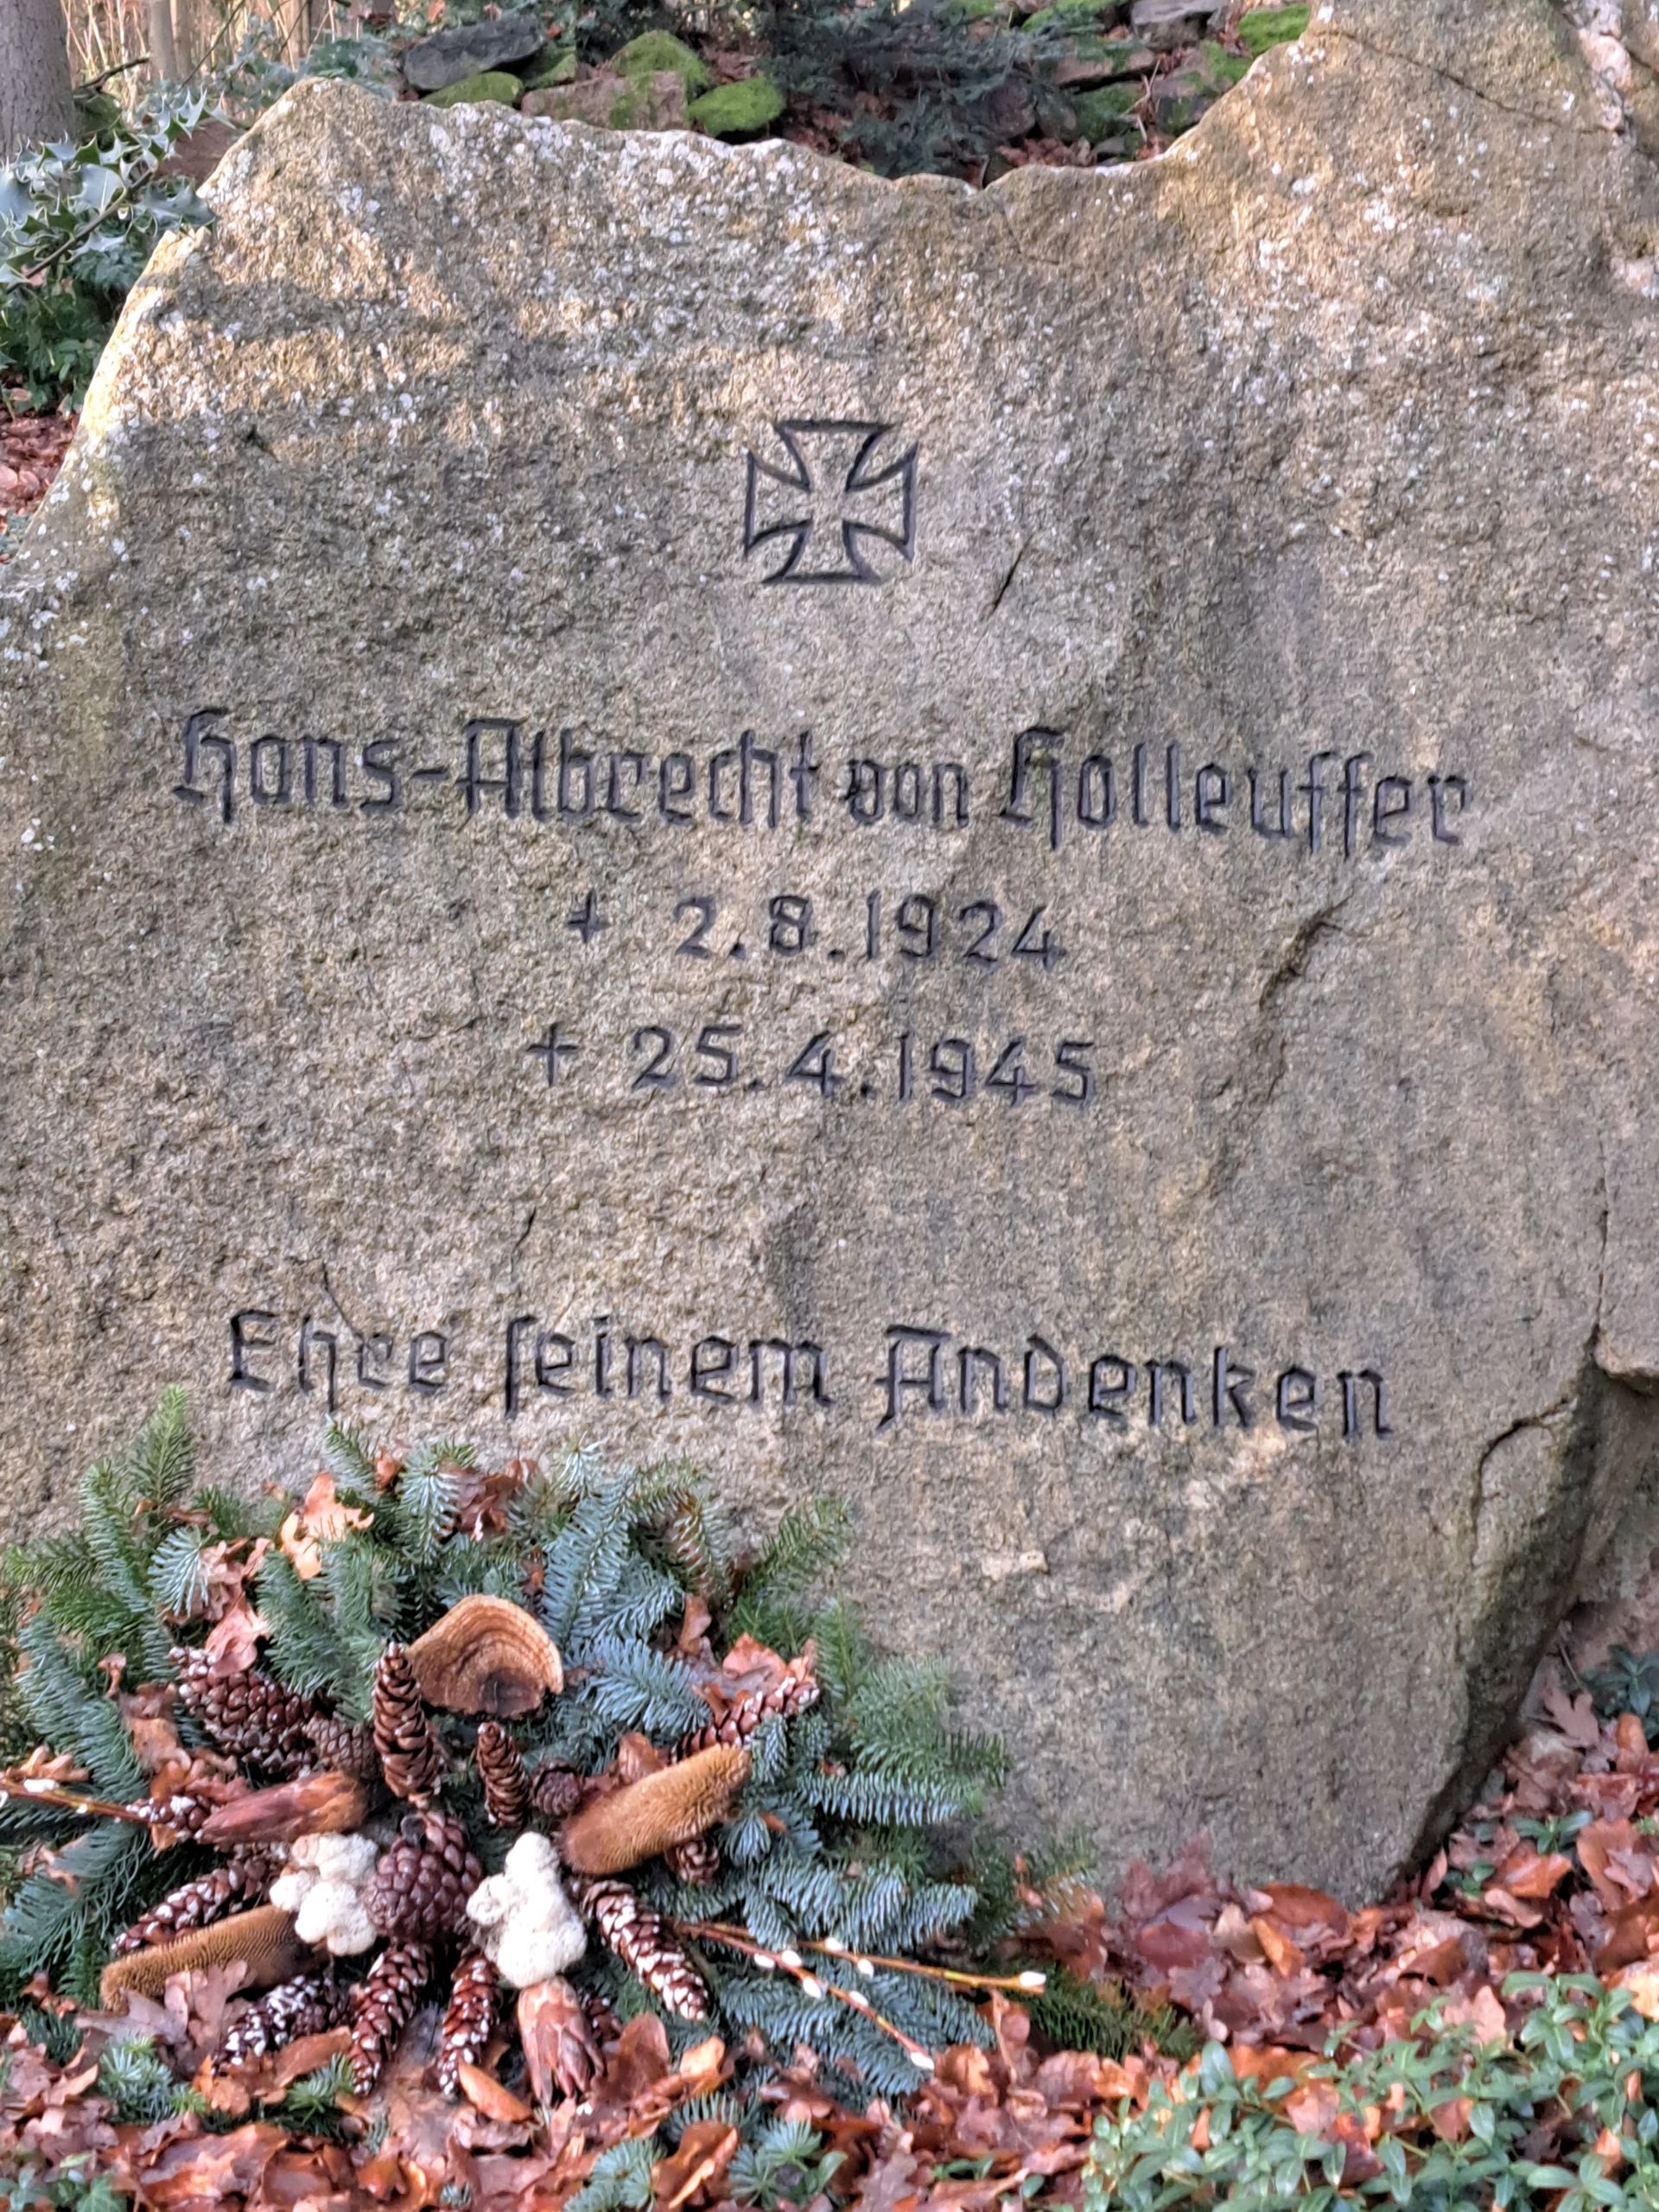 Hans-Albrecht von Holleuffer
+ 2.8.1924
† 25.4.1945
Ehre ſeinem Andenken